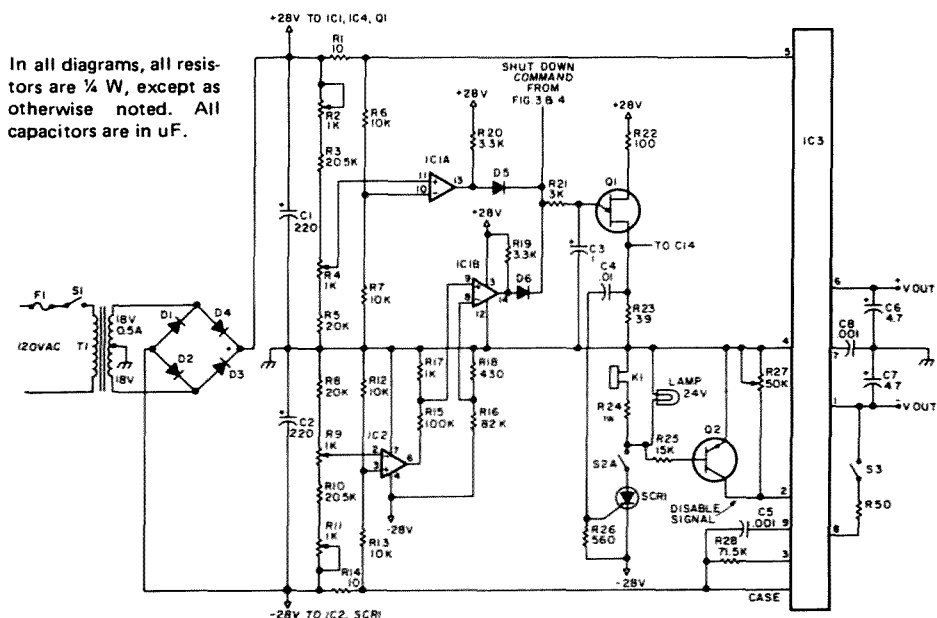 In all diagrams, all resis-
tors are ¼ W, except as
otherwise noted. All
capacitors are in uF.
+28V TO IC1, IC4, Q1
R1
10
R2
1K
R3
20.5K
R6
10K
C1
220
R4
1K
R5
20K
R7
10K
11
10
IC1A
13
R20
3.3K
D5
SHUT DOWN
COMMAND
FROM
FIG. 3 & 4
+28V
R22
100
R21
3K
Q1
TO C14
C3
1
C4
.01
R23
39
+28V
R19
3.3K
IC1B
9
8
3
14
12
D6
F1
S1
120VAC
T1
18V
0.5A
18V
D1
D4
D2
D3
C2
220
R8
20K
R12
10K
R9
1K
R10
20.5K
R11
1K
R13
10K
R14
10
IC2
2
3
7
4
6
-28V
R17
1K
R15
100K
R18
430
R16
82K
K1
R24
1W
LAMP
24V
R25
15K
Q2
S2A
SCR1
R26
560
-28V
DISABLE
SIGNAL
R27
50K
C5
.001
R28
71.5K
CASE
IC3
5
6
4
7
1
2
9
3
8
+
V OUT
C6
4.7
C8
.001
C7
4.7
-
V OUT
S3
R50
-28V TO IC2, SCR1